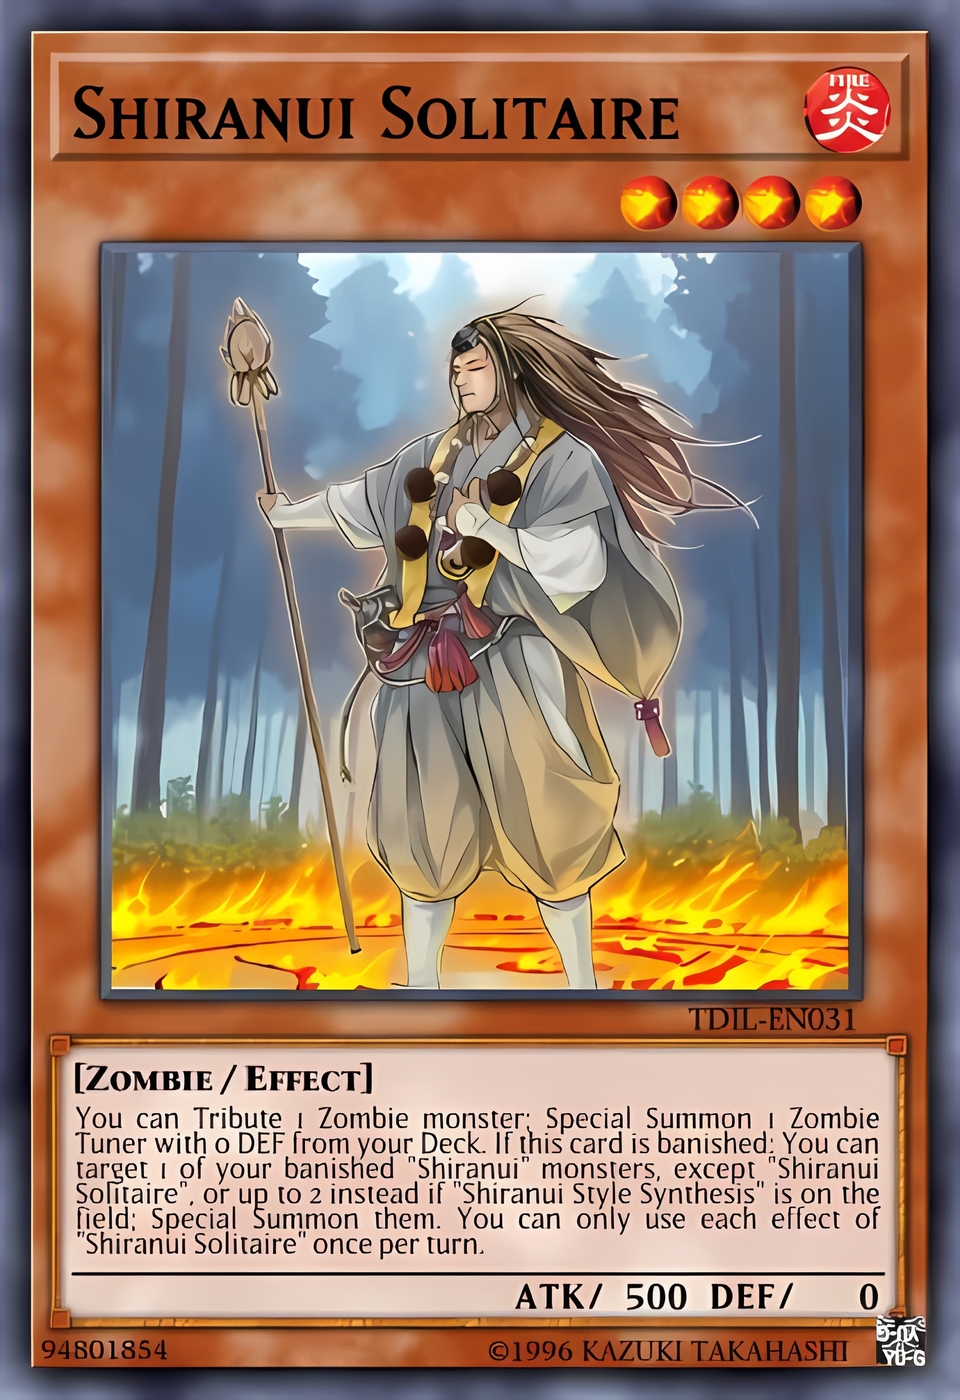 SHIRANUI SOLITAIRE
炎
[ZOMBIE / EFFECT]
You can Tribute 1 Zombie monster; Special Summon 1 Zombie
Tuner with 0 DEF from your Deck. If this card is banished: You can
target 1 of your banished "Shiranui" monsters, except "Shiranui
Solitaire", or up to 2 instead if "Shiranui Style Synthesis" is on the
field; Special Summon them. You can only use each effect of
"Shiranui Solitaire" once per turn.
ATK/ 500 DEF/ 0
TDIL-EN031
94801854
©1996 KAZUKI TAKAHASHI